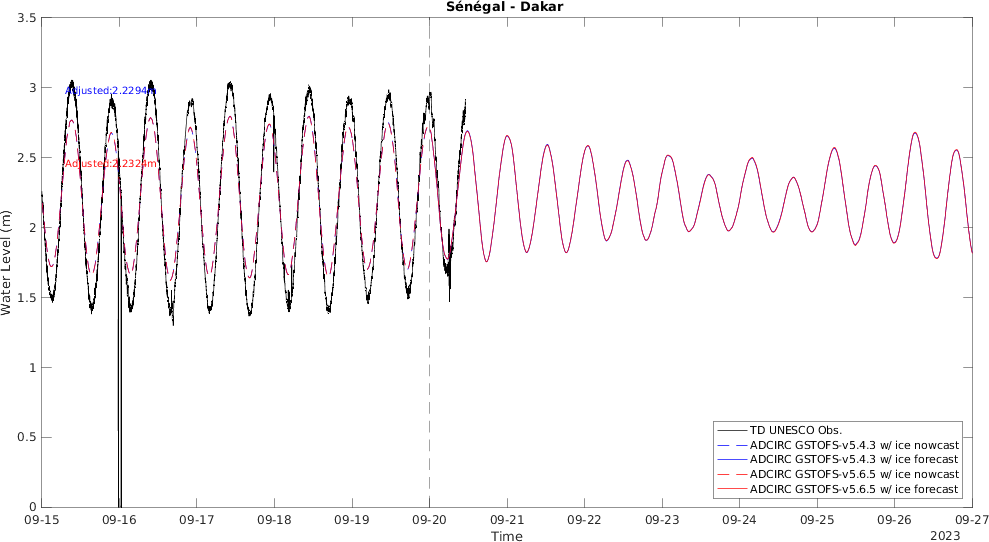 Sénégal - Dakar
3.5
3
2.5
2
1.5
1
0.5
0
Water Level (m)
Adjusted:2.2294m
Adjusted:2.2324m
TD UNESCO Obs.
ADCIRC GSTOFS-v5.4.3 w/ ice nowcast
ADCIRC GSTOFS-v5.4.3 w/ ice forecast
ADCIRC GSTOFS-v5.6.5 w/ ice nowcast
ADCIRC GSTOFS-v5.6.5 w/ ice forecast
09-15 09-16 09-17 09-18 09-19 09-20 09-21 09-22 09-23 09-24 09-25 09-26 09-27
Time
2023